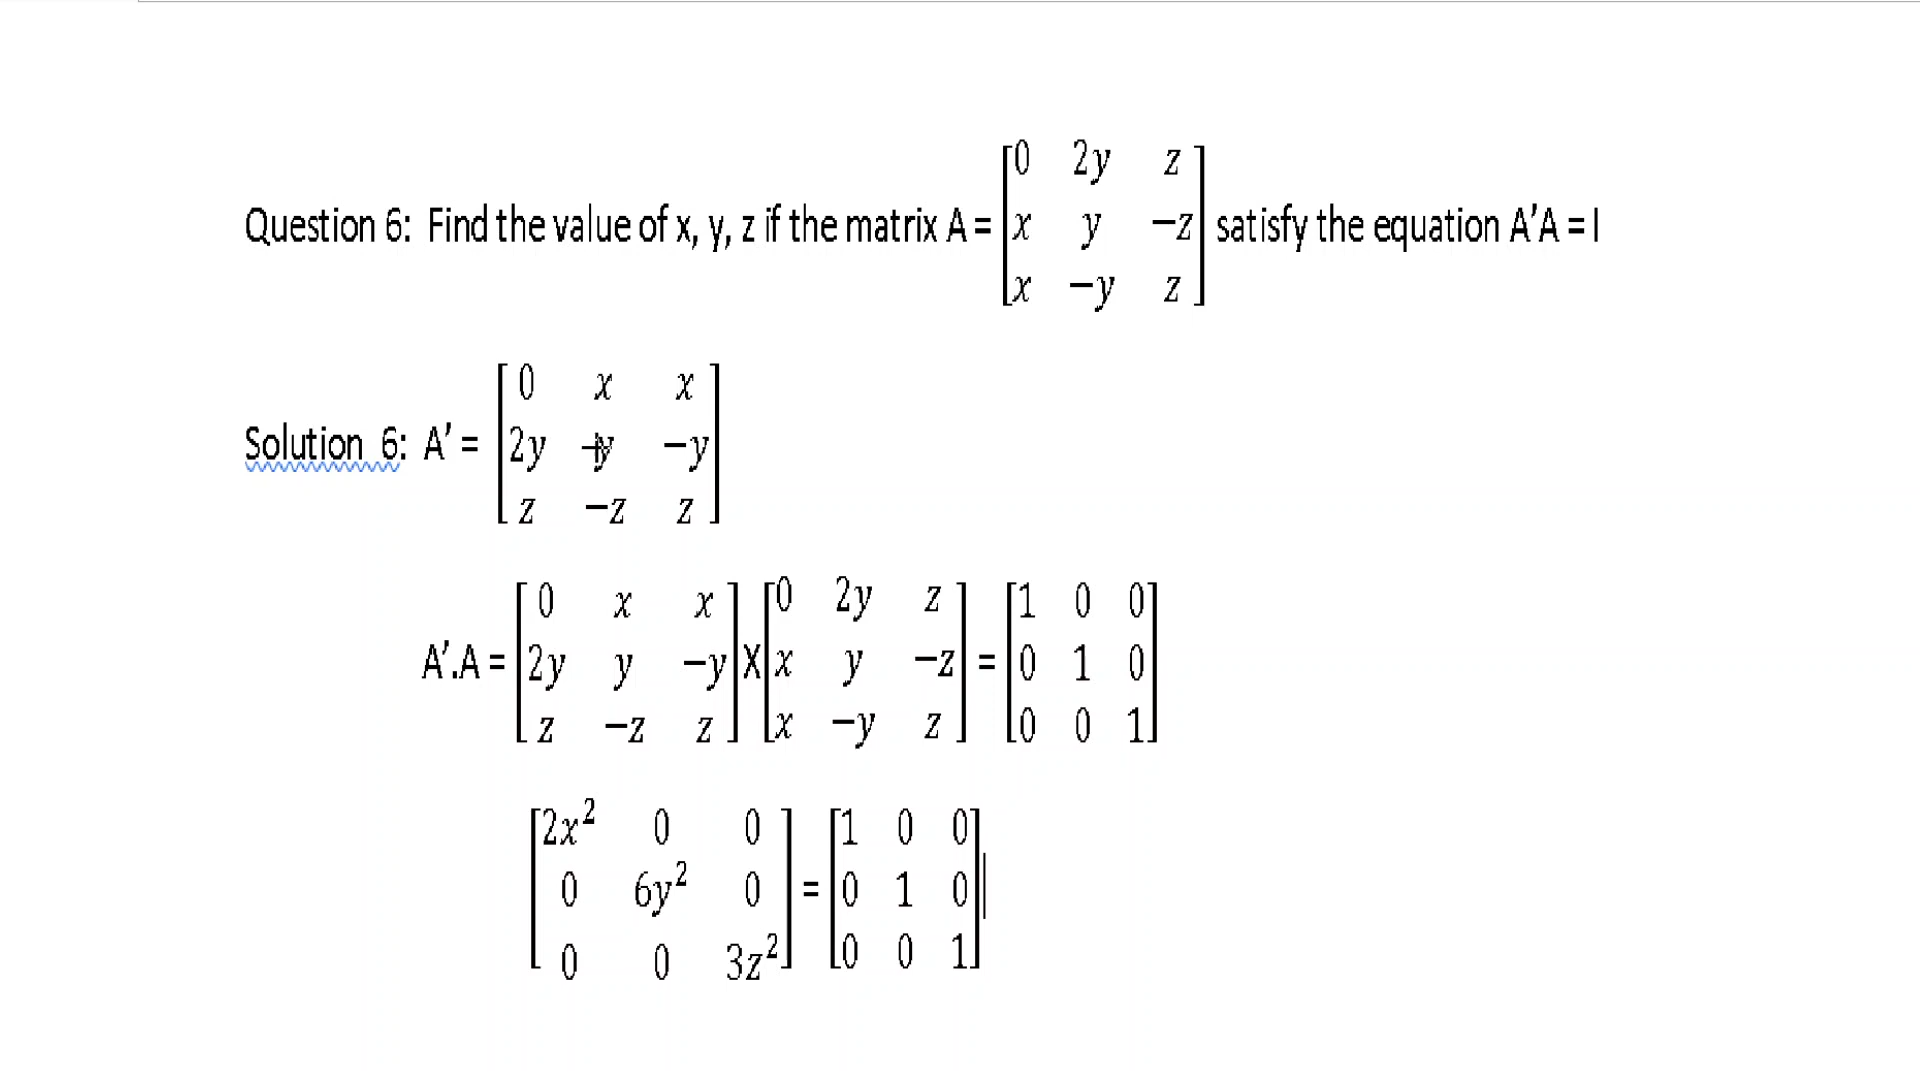 Question 6: Find the value of x, y, z if the matrix A = [0 2y z; x y −z; x −y z] satisfy the equation A′A = I
Solution 6: A′ = [0 x x; 2y y −y; z −z z]
A′.A = [0 x x; 2y y −y; z −z z] X [0 2y z; x y −z; x −y z] = [1 0 0; 0 1 0; 0 0 1]
[2x² 0 0; 0 6y² 0; 0 0 3z²] = [1 0 0; 0 1 0; 0 0 1]